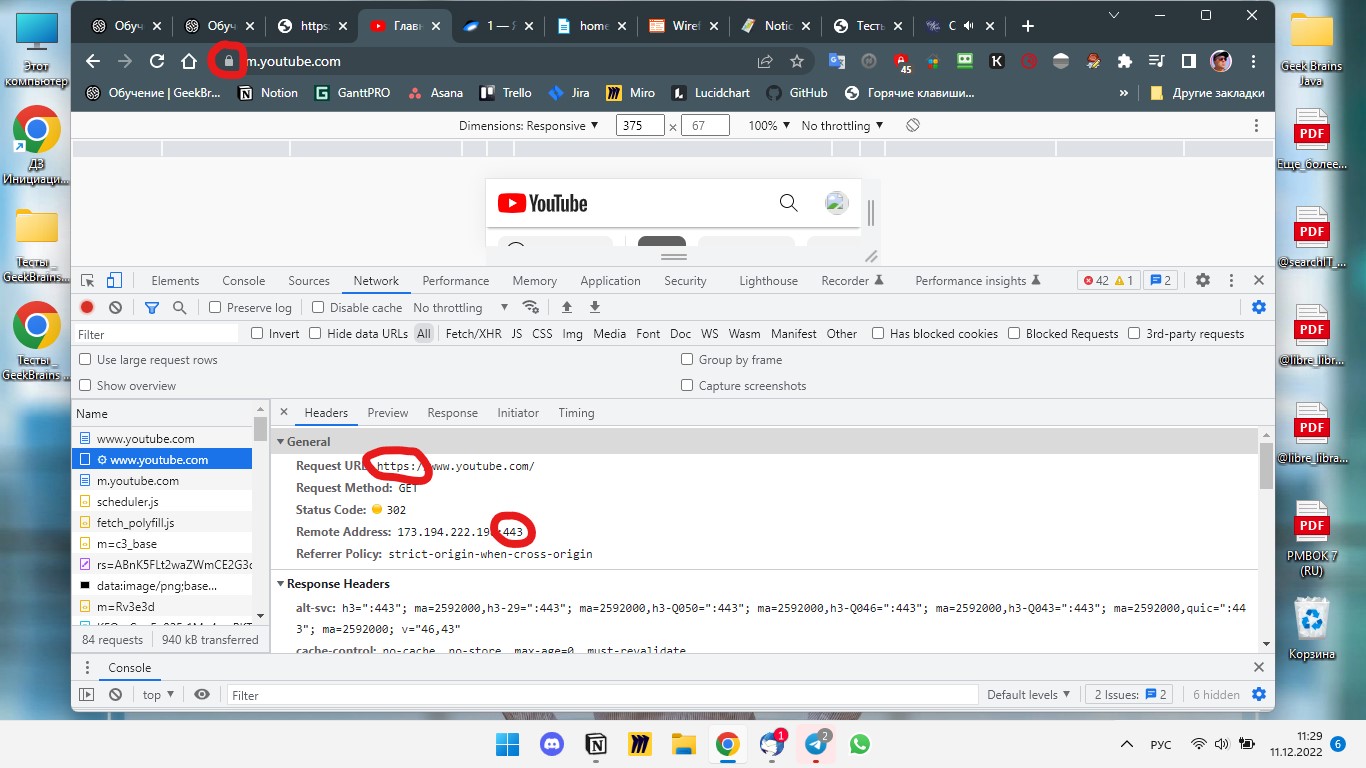 Этот компьютер
ДЗ Инициаци...
Тесты _ GeekBrains...
Тесты _ GeekBrains ...
Обуч
Обуч
https:
Главн
1 — Я
home
Wiref
Notic
Тесть
С
m.youtube.com
45
Обучение | GeekBr...
Notion
GanttPRO
Asana
Trello
Jira
Miro
Lucidchart
GitHub
Горячие клавиши...
»
Другие закладки
Dimensions: Responsive
375
×
67
100%
No throttling
YouTube
Elements
Console
Sources
Network
Performance
Memory
Application
Security
Lighthouse
Recorder
Performance insights
42
1
2
Preserve log
Disable cache
No throttling
Filter
Invert
Hide data URLs
All
Fetch/XHR
JS
CSS
Img
Media
Font
Doc
WS
Wasm
Manifest
Other
Has blocked cookies
Blocked Requests
3rd-party requests
Use large request rows
Group by frame
Show overview
Capture screenshots
Name
www.youtube.com
www.youtube.com
m.youtube.com
scheduler.js
fetch_polyfill.js
m=c3_base
data:image/png;base...
m=Rv3e3d
84 requests
940 kB transferred
Headers
Preview
Response
Initiator
Timing
General
Request URL https://www.youtube.com/
Request Method: GET
Status Code: 302
Remote Address: 173.194.222.19 :443
Referrer Policy: strict-origin-when-cross-origin
Response Headers
alt-svc: h3=":443"; ma=2592000,h3-29=":443"; ma=2592000,h3-Q050=":443"; ma=2592000,h3-Q046=":443"; ma=2592000,h3-Q043=":443"; ma=2592000,quic=":44
3"; ma=2592000; v="46,43"
cache-control: no-cache, no-store, max-age=0, must-revalidate
Console
top
Filter
Default levels
2 Issues:
2
6 hidden
Geek Brains Java
PDF
Еще_более...
PDF
@searchIT_...
PDF
@libre_libr...
PDF
@libre_libra...
PDF
PMBOK 7 (RU)
Корзина
1
2
РУС
11:29
11.12.2022
6